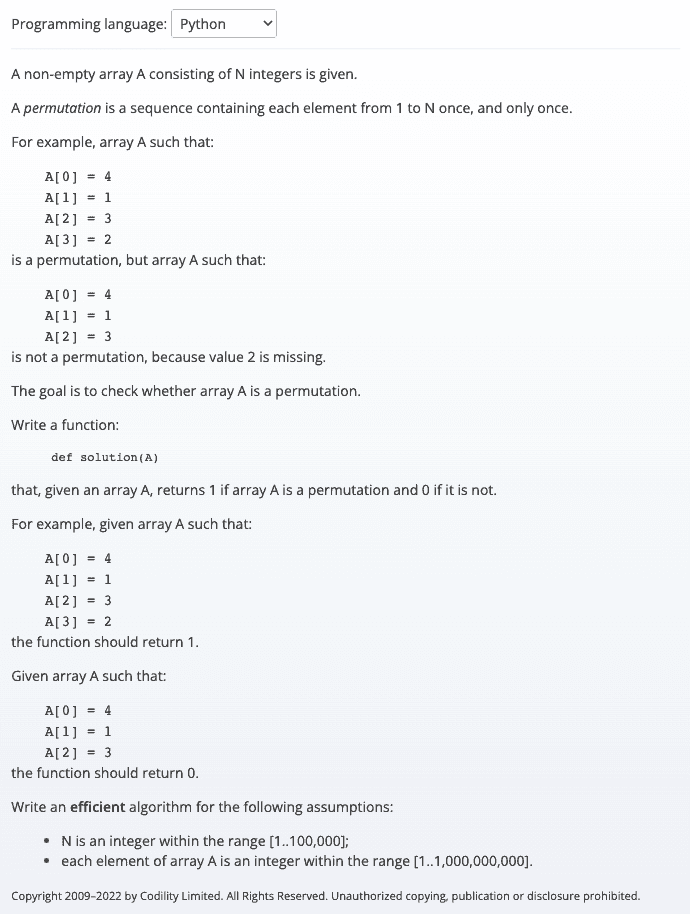 Programming language: Python
A non-empty array A consisting of N integers is given.
A permutation is a sequence containing each element from 1 to N once, and only once.
For example, array A such that:
A[0] = 4
A[1] = 1
A[2] = 3
A[3] = 2
is a permutation, but array A such that:
A[0] = 4
A[1] = 1
A[2] = 3
is not a permutation, because value 2 is missing.
The goal is to check whether array A is a permutation.
Write a function:
def solution(A)
that, given an array A, returns 1 if array A is a permutation and 0 if it is not.
For example, given array A such that:
A[0] = 4
A[1] = 1
A[2] = 3
A[3] = 2
the function should return 1.
Given array A such that:
A[0] = 4
A[1] = 1
A[2] = 3
the function should return 0.
Write an efficient algorithm for the following assumptions:
• N is an integer within the range [1..100,000];
• each element of array A is an integer within the range [1..1,000,000,000].
Copyright 2009–2022 by Codility Limited. All Rights Reserved. Unauthorized copying, publication or disclosure prohibited.